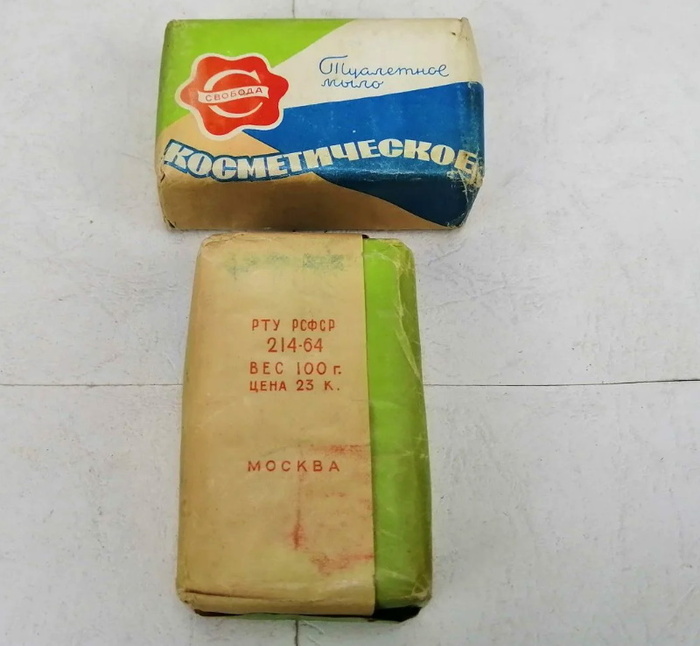 СВОБОДА
Туалетное
мыло
КОСМЕТИЧЕСКОЕ
РТУ РСФСР
214-64
ВЕС 100 г.
ЦЕНА 23 к.
МОСКВА